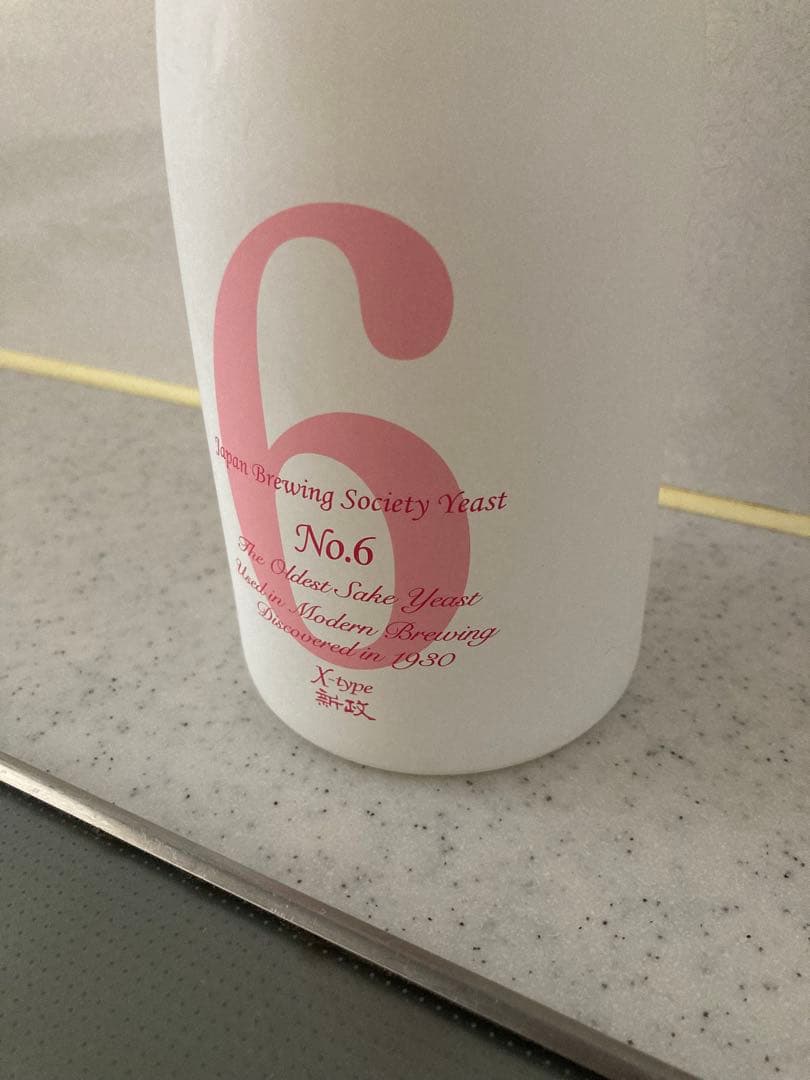 6
Japan Brewing Society Yeast
No.6
The Oldest Sake Yeast
Used in Modern Brewing
Discovered in 1930
X-type
新政